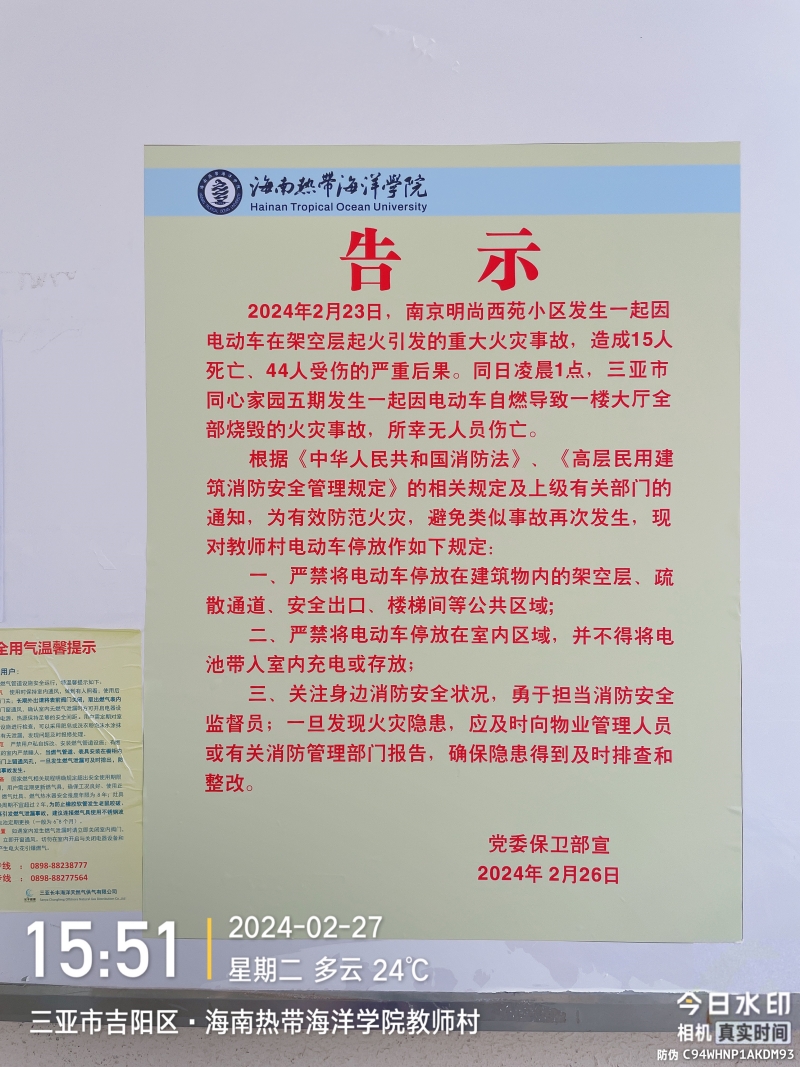 海南热带海洋学院
Hainan Tropical Ocean University
告 示
2024年2月23日，南京明尚西苑小区发生一起因
电动车在架空层起火引发的重大火灾事故，造成15人
死亡、44人受伤的严重后果。同日凌晨1点，三亚市
同心家园五期发生一起因电动车自燃导致一楼大厅全
部烧毁的火灾事故，所幸无人员伤亡。
根据《中华人民共和国消防法》、《高层民用建
筑消防安全管理规定》的相关规定及上级有关部门的
通知，为有效防范火灾，避免类似事故再次发生，现
对教师村电动车停放作如下规定：
一、严禁将电动车停放在建筑物内的架空层、疏
散通道、安全出口、楼梯间等公共区域；
二、严禁将电动车停放在室内区域，并不得将电
池带人室内充电或存放；
三、关注身边消防安全状况，勇于担当消防安全
监督员；一旦发现火灾隐患，应及时向物业管理人员
或有关消防管理部门报告，确保隐患得到及时排查和
整改。
党委保卫部宣
2024年 2月26日
全用气温馨提示
用户：
线 ： 0898-88238777
线 ： 0898-88277564
三亚长丰海洋天然气供气有限公司
15:51
2024-02-27
星期二 多云 24℃
三亚市吉阳区·海南热带海洋学院教师村
今日水印
相机 真实时间
防伪 C94WHNP1AKDM93